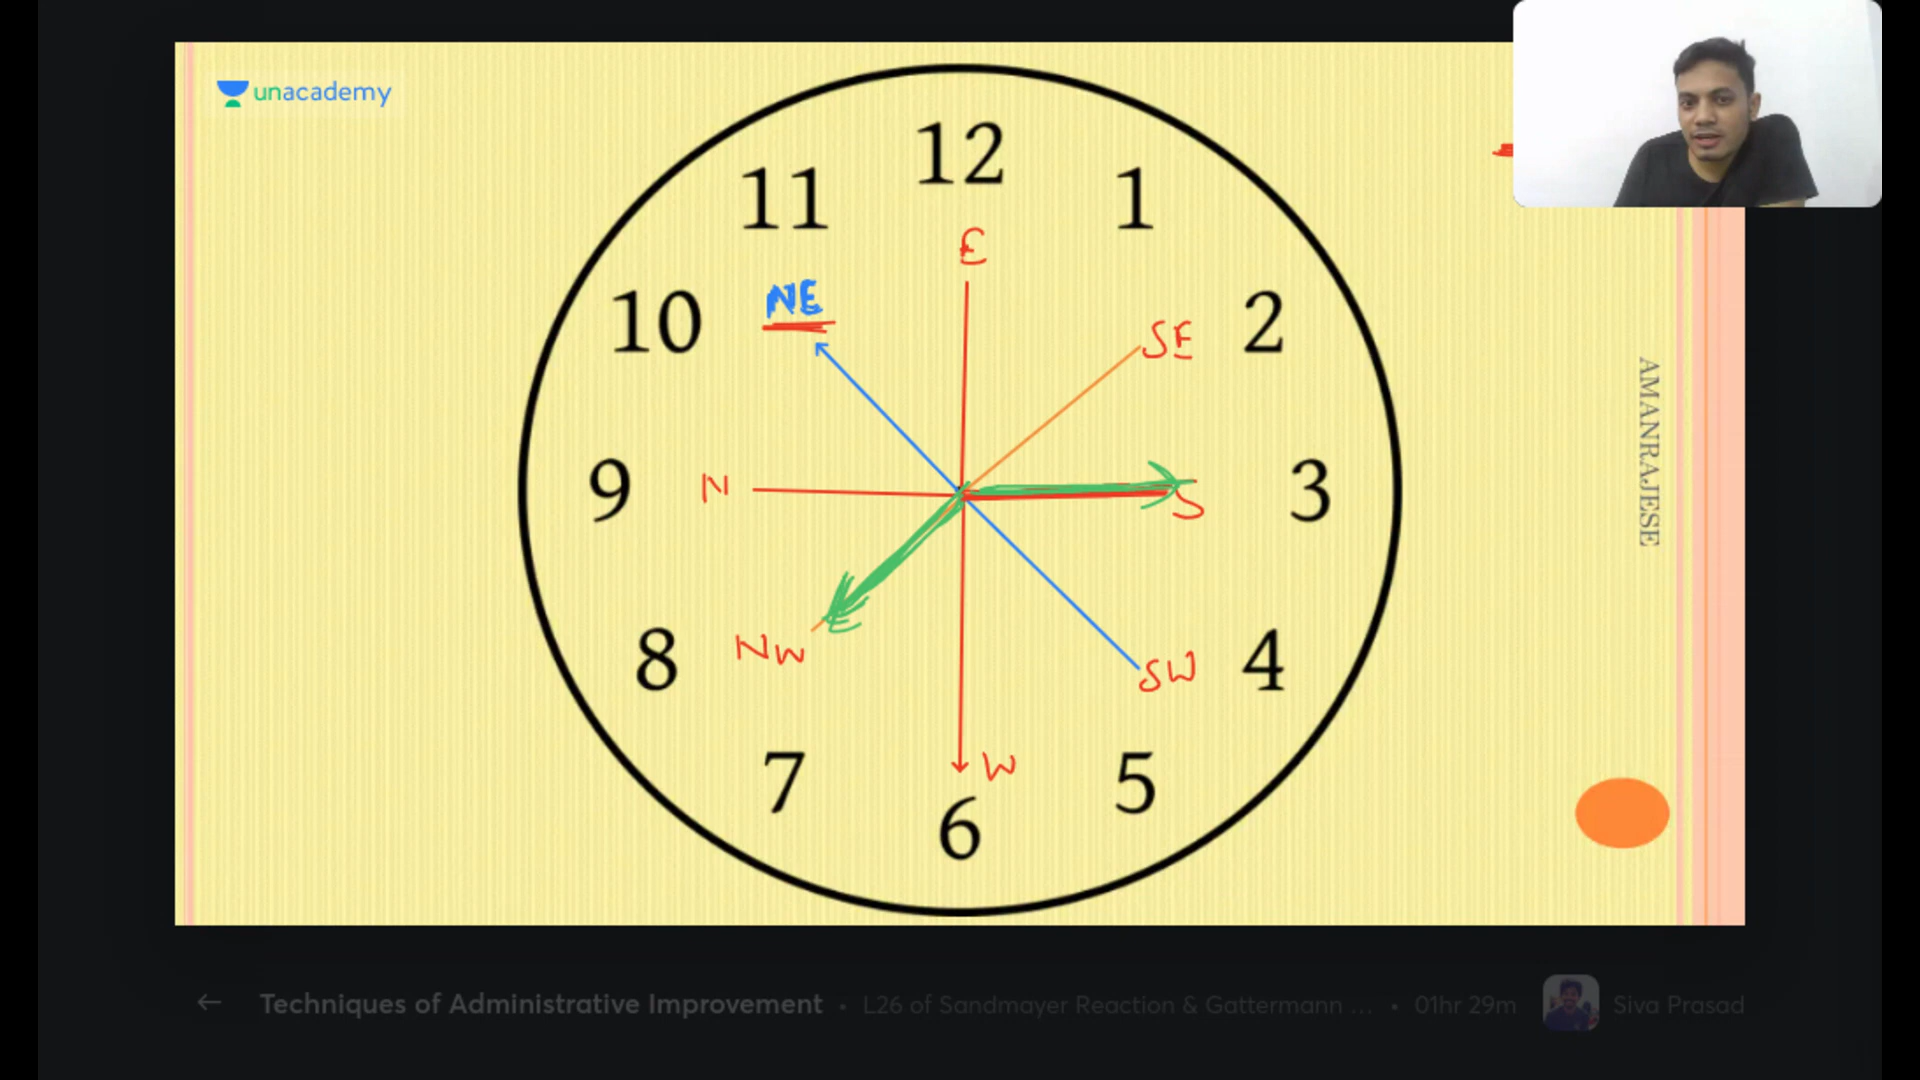 unacademy
12
11
1
E
NE
10
2
SE
9
N
S
3
AMANRAJESE
8
NW
SW
4
7
W
5
6
Techniques of Administrative Improvement • L26 of Sandmayer Reaction & Gattermann ... • 01hr 29m
Siva Prasad